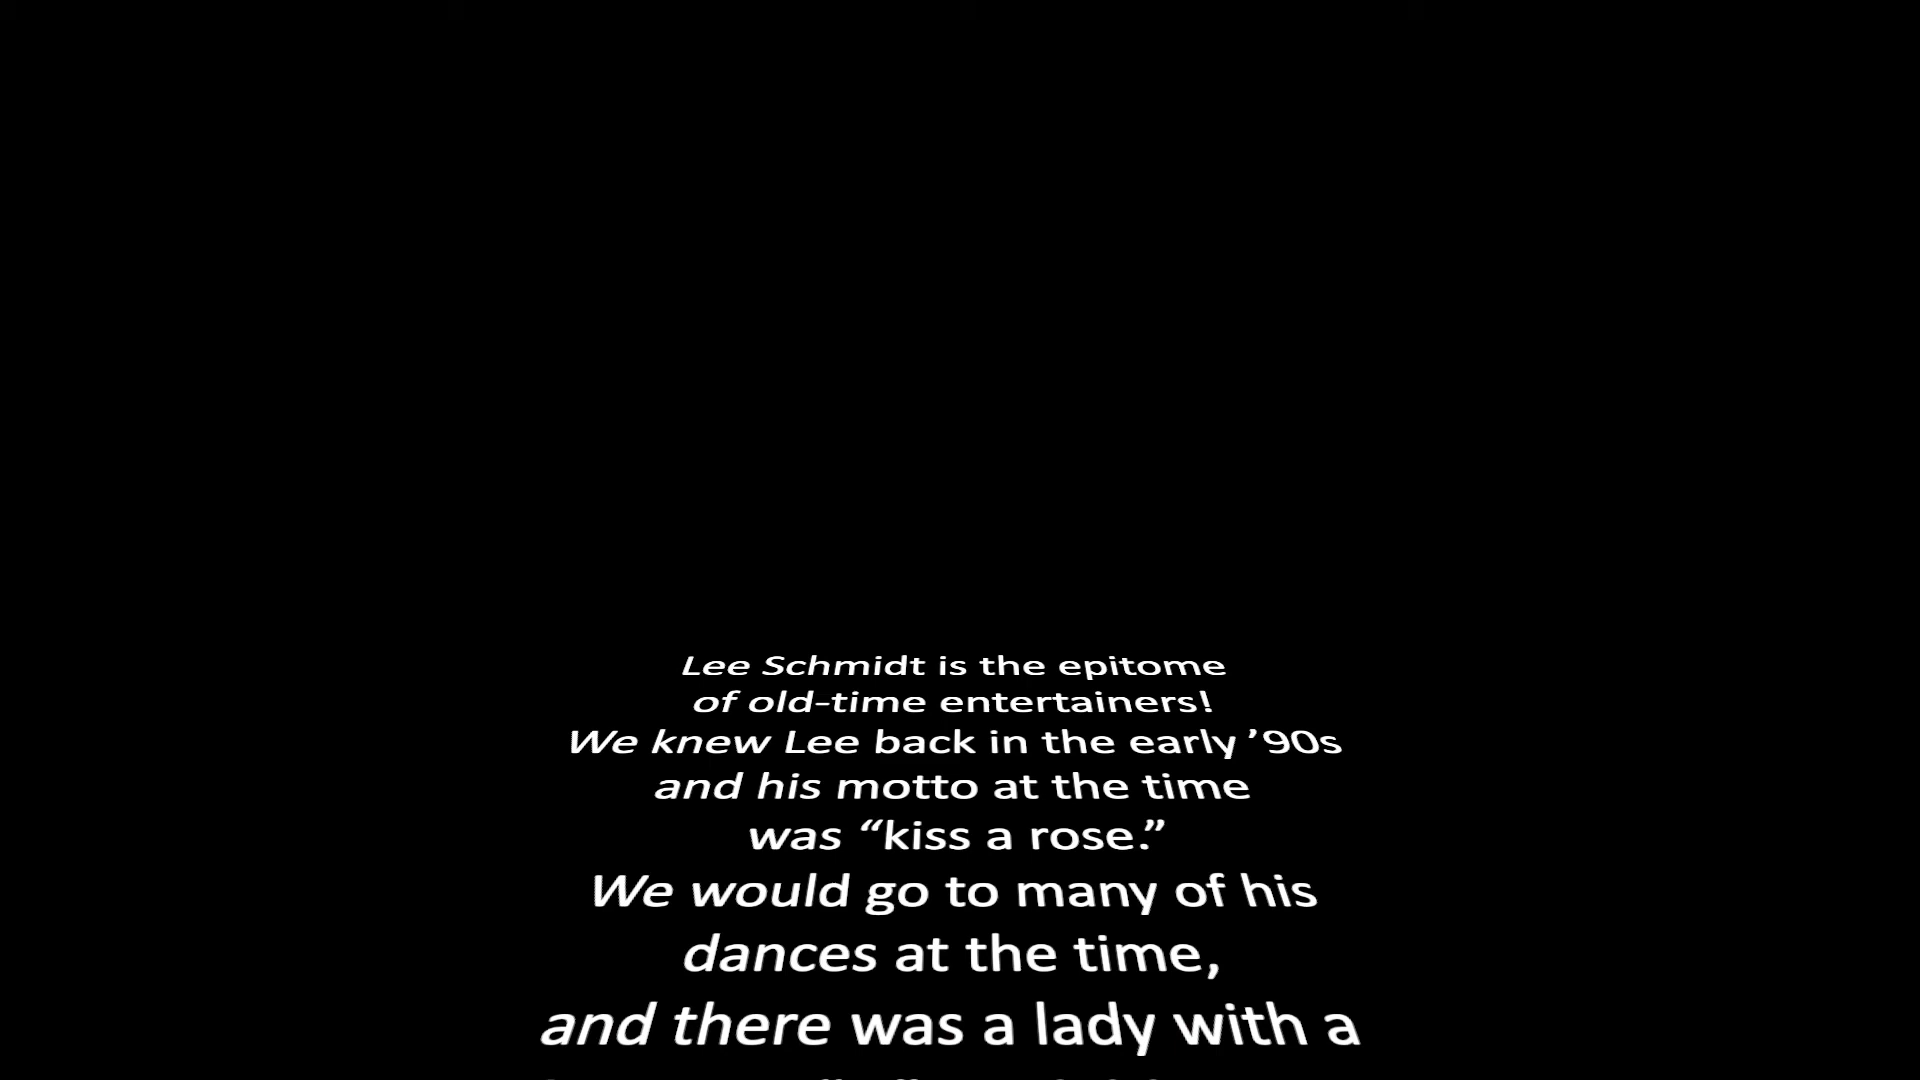 Lee Schmidt is the epitome
of old-time entertainers!
We knew Lee back in the early ’90s
and his motto at the time
was “kiss a rose.”
We would go to many of his
dances at the time,
and there was a lady with a